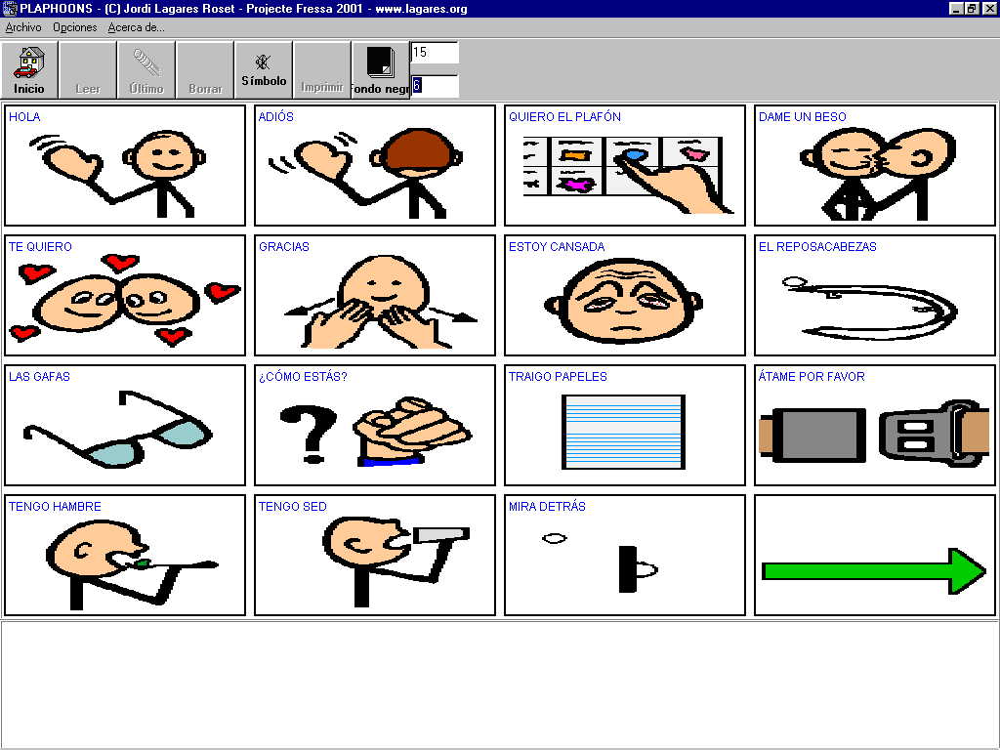 PLAPHOONS - (C) Jordi Lagares Roset - Projecte Fressa 2001 - www.lagares.org
Archivo Opciones Acerca de...
Inicio Leer Último Borrar Símbolo Imprimir Fondo negr
15
6
HOLA ADIÓS QUIERO EL PLAFÓN DAME UN BESO
TE QUIERO GRACIAS ESTOY CANSADA EL REPOSACABEZAS
LAS GAFAS ¿CÓMO ESTÁS? TRAIGO PAPELES ÁTAME POR FAVOR
TENGO HAMBRE TENGO SED MIRA DETRÁS